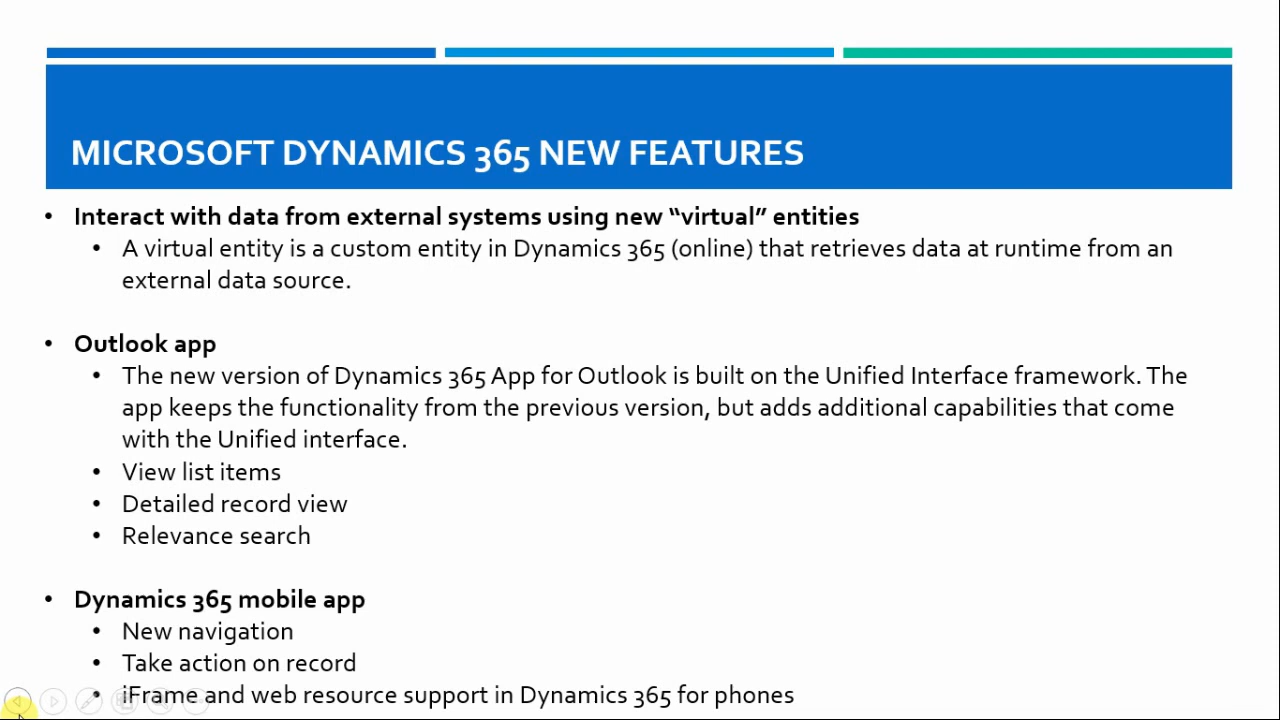 MICROSOFT DYNAMICS 365 NEW FEATURES
• Interact with data from external systems using new “virtual” entities
• A virtual entity is a custom entity in Dynamics 365 (online) that retrieves data at runtime from an
external data source.
• Outlook app
• The new version of Dynamics 365 App for Outlook is built on the Unified Interface framework. The
app keeps the functionality from the previous version, but adds additional capabilities that come
with the Unified interface.
• View list items
• Detailed record view
• Relevance search
• Dynamics 365 mobile app
• New navigation
• Take action on record
• iFrame and web resource support in Dynamics 365 for phones